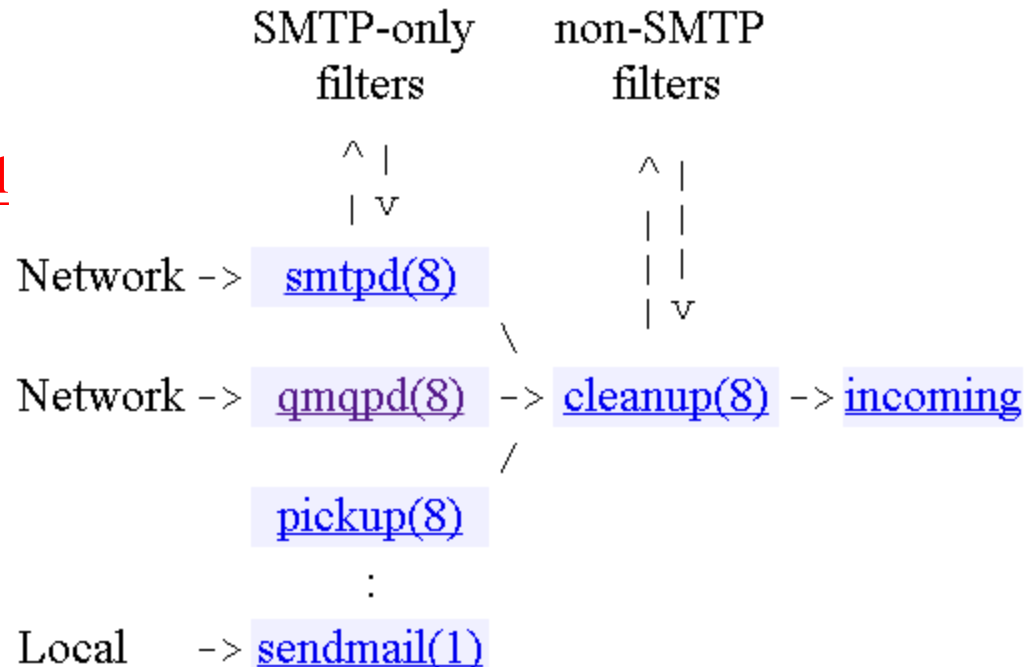 SMTP-only non-SMTP
filters filters
^ | ^ |
| v | |
Network -> smtpd(8) | |
| v
\
Network -> qmqpd(8) -> cleanup(8) -> incoming
/
pickup(8)
:
Local -> sendmail(1)